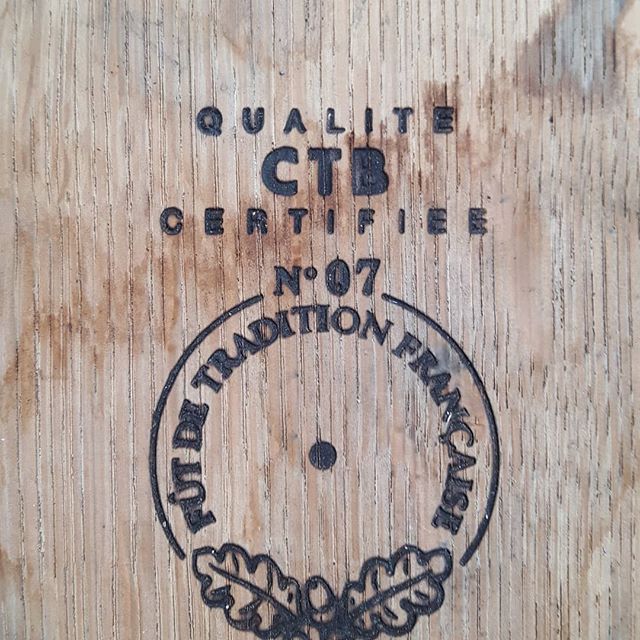 QUALITE
CTB
CERTIFIEE
N° 07
FÛT DE TRADITION FRANÇAISE